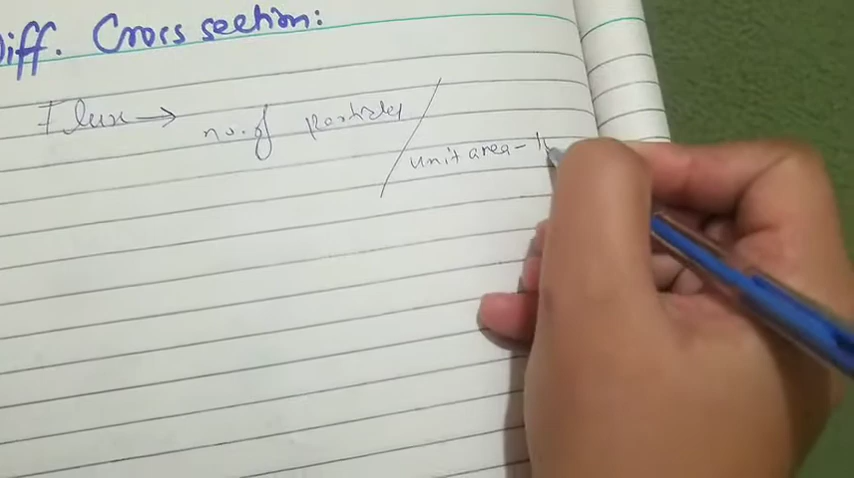 Diff. Cross section:
Flux → no. of particles /
unit area -